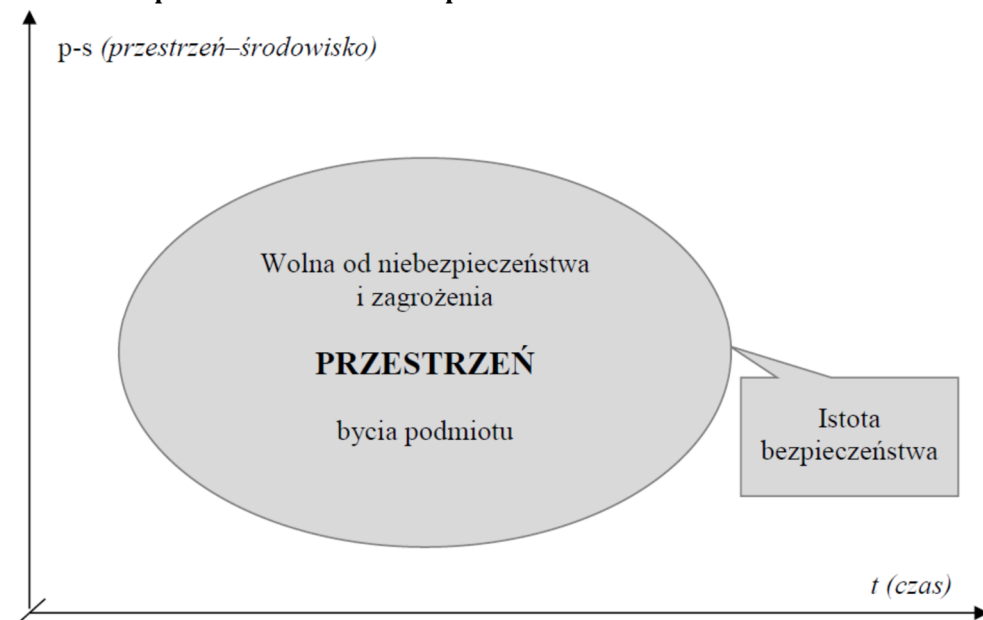 p-s (przestrzeń–środowisko)
Wolna od niebezpieczeństwa
i zagrożenia
PRZESTRZEŃ
bycia podmiotu
Istota
bezpieczeństwa
t (czas)